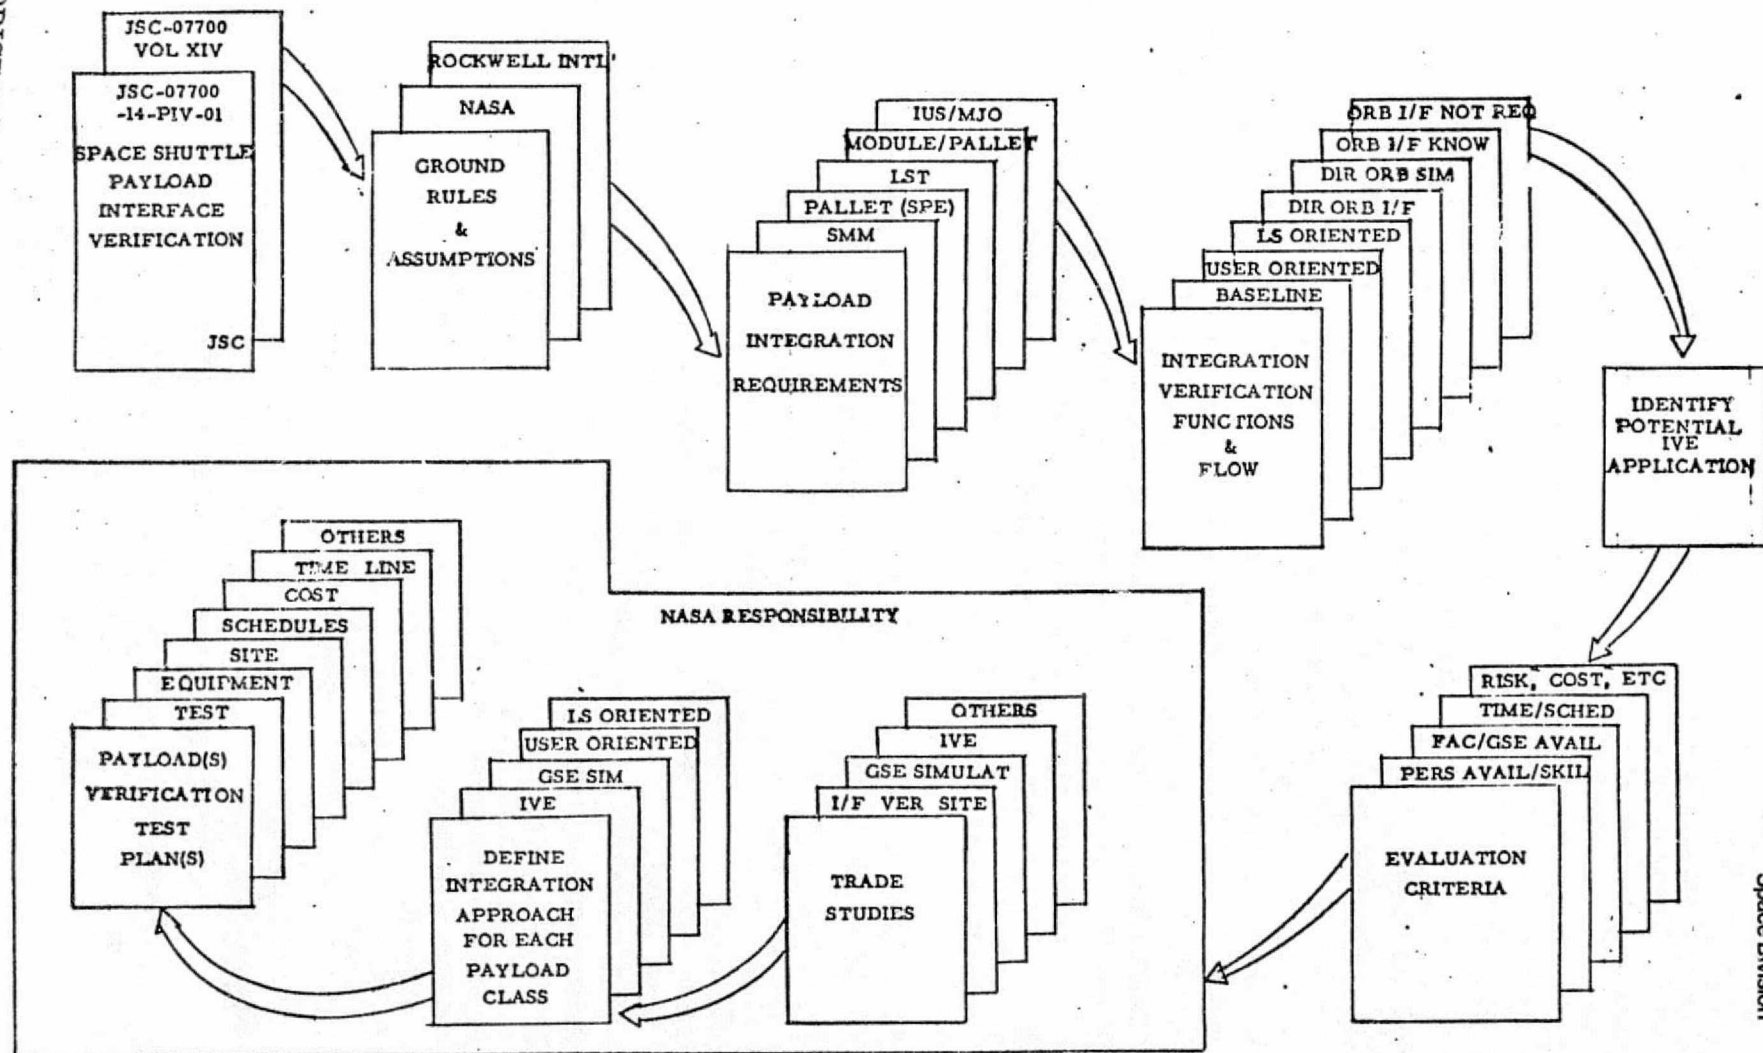 JSC-07700
VOL XIV
JSC-07700
-14-PIV-01
SPACE SHUTTLE
PAYLOAD
INTERFACE
VERIFICATION
JSC
ROCKWELL INTL'
NASA
GROUND
RULES
&
ASSUMPTIONS
IUS/MJO
MODULE/PALLET
LST
PALLET (SPE)
SMM
PAYLOAD
INTEGRATION
REQUIREMENTS
ORB I/F NOT REQ
ORB I/F KNOW
DIR ORB SIM
DIR ORB I/F
LS ORIENTED
USER ORIENTED
BASELINE
INTEGRATION
VERIFICATION
FUNCTIONS
&
FLOW
IDENTIFY
POTENTIAL
IVE
APPLICATION
RISK, COST, ETC
TIME/SCHED
FAC/GSE AVAIL
PERS AVAIL/SKIL
EVALUATION
CRITERIA
NASA RESPONSIBILITY
OTHERS
IVE
GSE SIMULAT
I/F VER SITE
TRADE
STUDIES
LS ORIENTED
USER ORIENTED
GSE SIM
IVE
DEFINE
INTEGRATION
APPROACH
FOR EACH
PAYLOAD
CLASS
OTHERS
TIME LINE
COST
SCHEDULES
SITE
EQUIPMENT
TEST
PAYLOAD(S)
VERIFICATION
TEST
PLAN(S)
Space Division